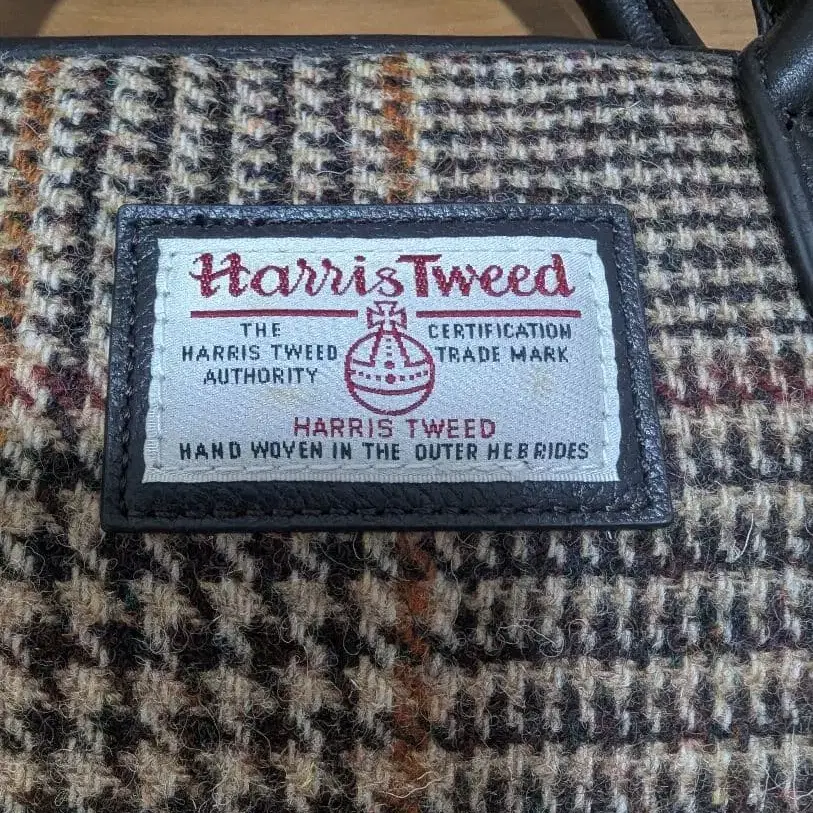 Harris Tweed
THE
HARRIS TWEED
AUTHORITY
CERTIFICATION
TRADE MARK
HARRIS TWEED
HAND WOVEN IN THE OUTER HEBRIDES